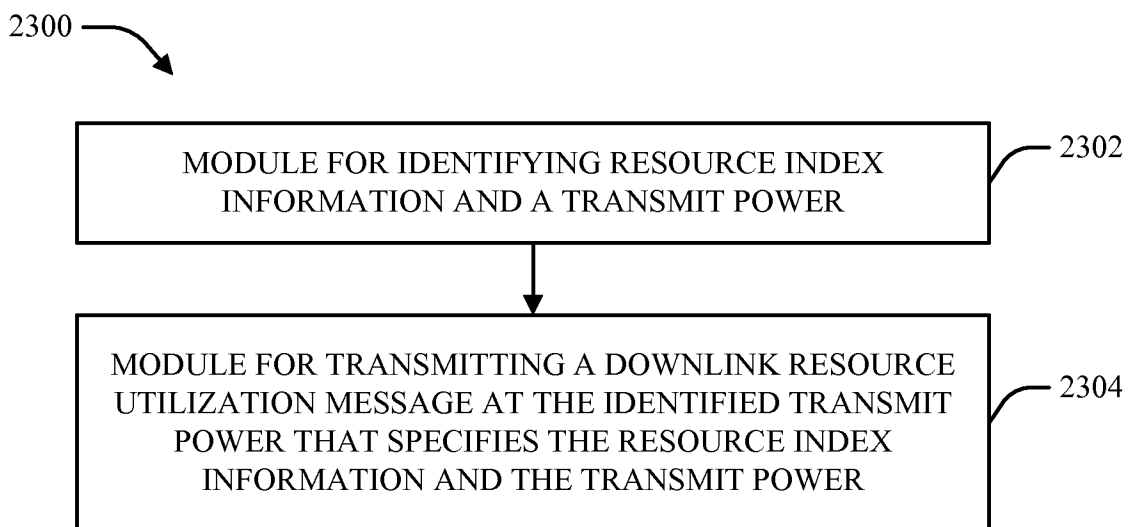 2300
MODULE FOR IDENTIFYING RESOURCE INDEX
INFORMATION AND A TRANSMIT POWER
2302
MODULE FOR TRANSMITTING A DOWNLINK RESOURCE
UTILIZATION MESSAGE AT THE IDENTIFIED TRANSMIT
POWER THAT SPECIFIES THE RESOURCE INDEX
INFORMATION AND THE TRANSMIT POWER
2304